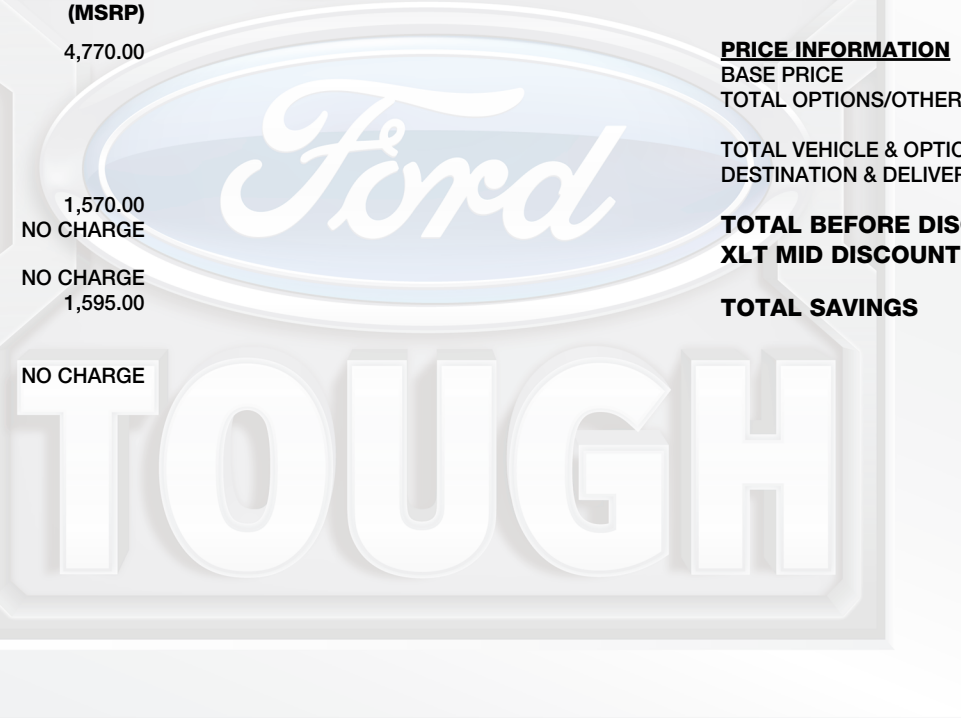 (MSRP)
4,770.00
1,570.00
NO CHARGE
NO CHARGE
1,595.00
NO CHARGE
PRICE INFORMATION
BASE PRICE
TOTAL OPTIONS/OTHER
TOTAL VEHICLE & OPTIO
DESTINATION & DELIVER
TOTAL BEFORE DIS
XLT MID DISCOUNT
TOTAL SAVINGS
Ford
TOUGH